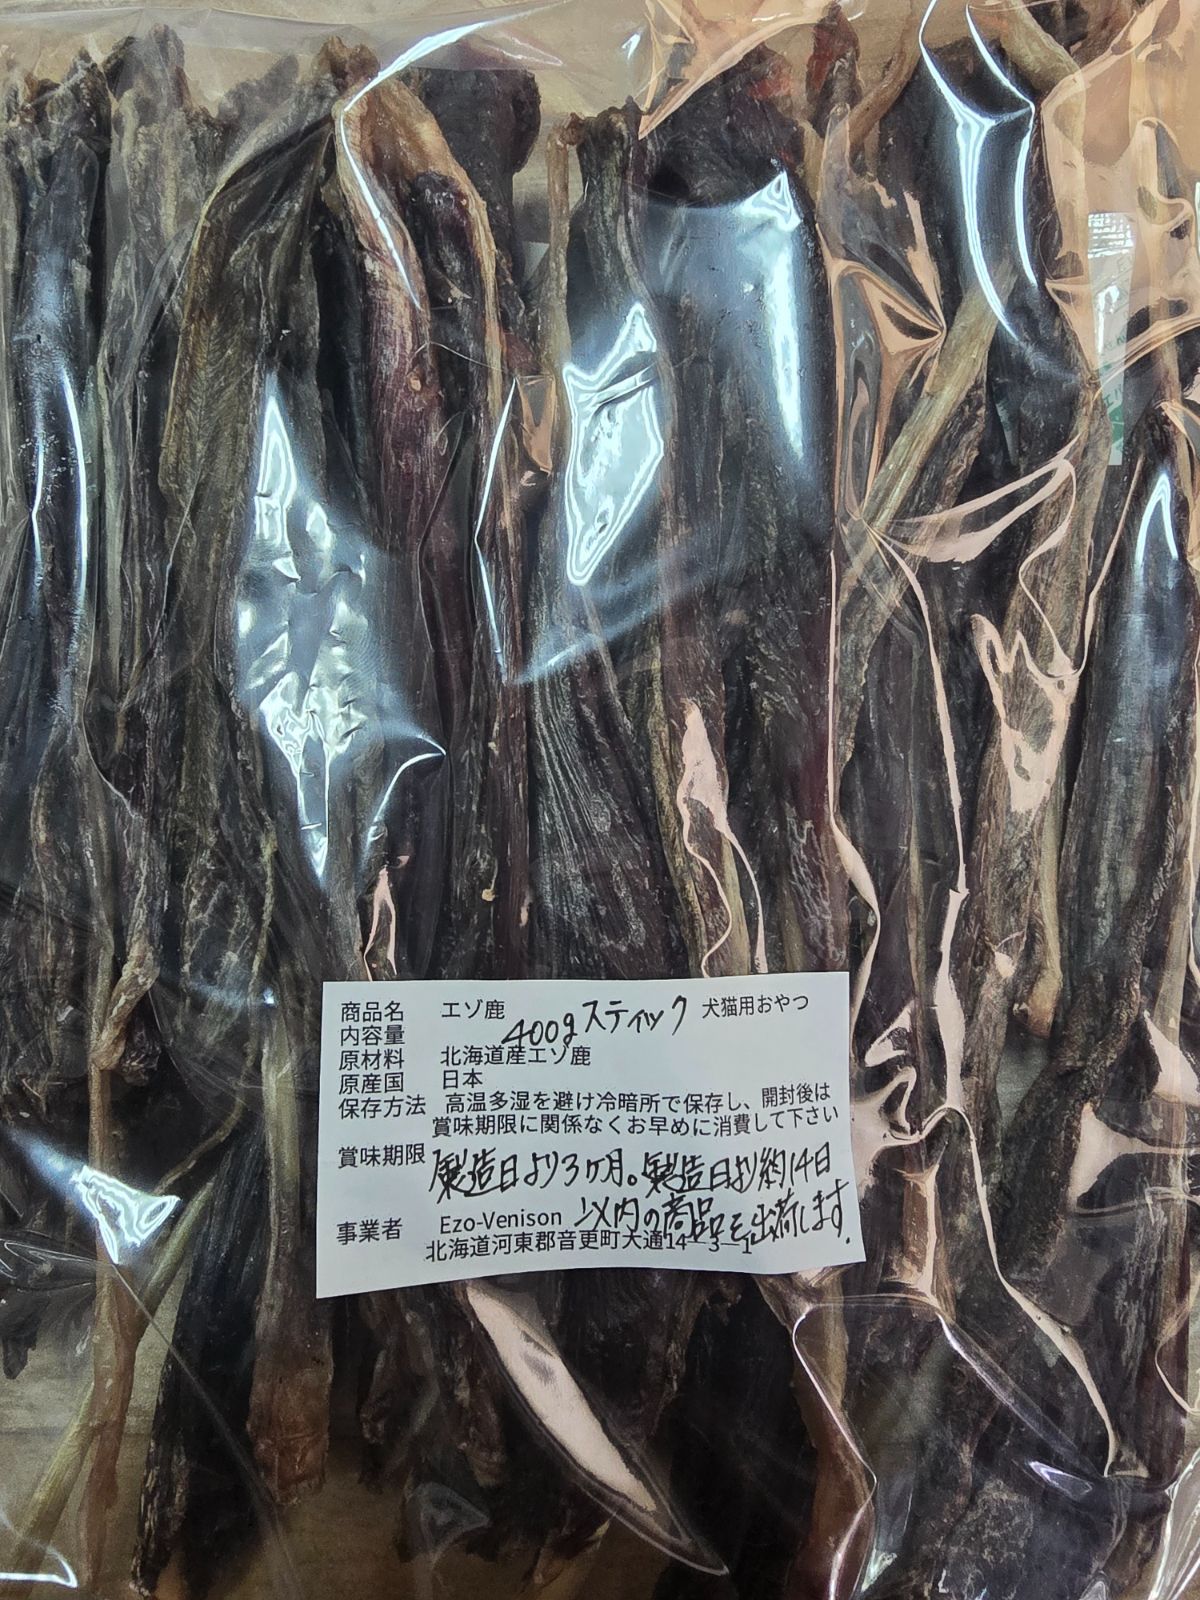 商品名 エゾ鹿 スティック 犬猫用おやつ
内容量 400g
原材料 北海道産エゾ鹿
原産国 日本
保存方法 高温多湿を避け冷暗所で保存し、開封後は
賞味期限に関係なくお早めに消費して下さい
賞味期限 製造日より3ヶ月。製造日より約14日
以内の商品を出荷します.
事業者 Ezo-Venison
北海道河東郡音更町大通14－3－1